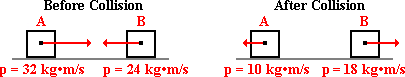 Before Collision After Collision
A B A B
p = 32 kg•m/s p = 24 kg•m/s p = 10 kg•m/s p = 18 kg•m/s